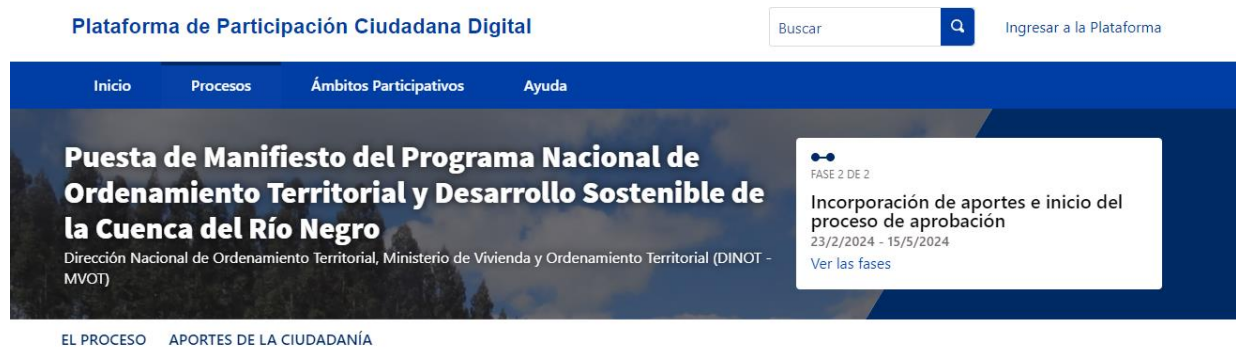 Plataforma de Participación Ciudadana Digital
Buscar
Ingresar a la Plataforma
Inicio
Procesos
Ámbitos Participativos
Ayuda
Puesta de Manifiesto del Programa Nacional de
Ordenamiento Territorial y Desarrollo Sostenible de
la Cuenca del Río Negro
Dirección Nacional de Ordenamiento Territorial, Ministerio de Vivienda y Ordenamiento Territorial (DINOT -
MVOT)
FASE 2 DE 2
Incorporación de aportes e inicio del
proceso de aprobación
23/2/2024 - 15/5/2024
Ver las fases
EL PROCESO
APORTES DE LA CIUDADANÍA